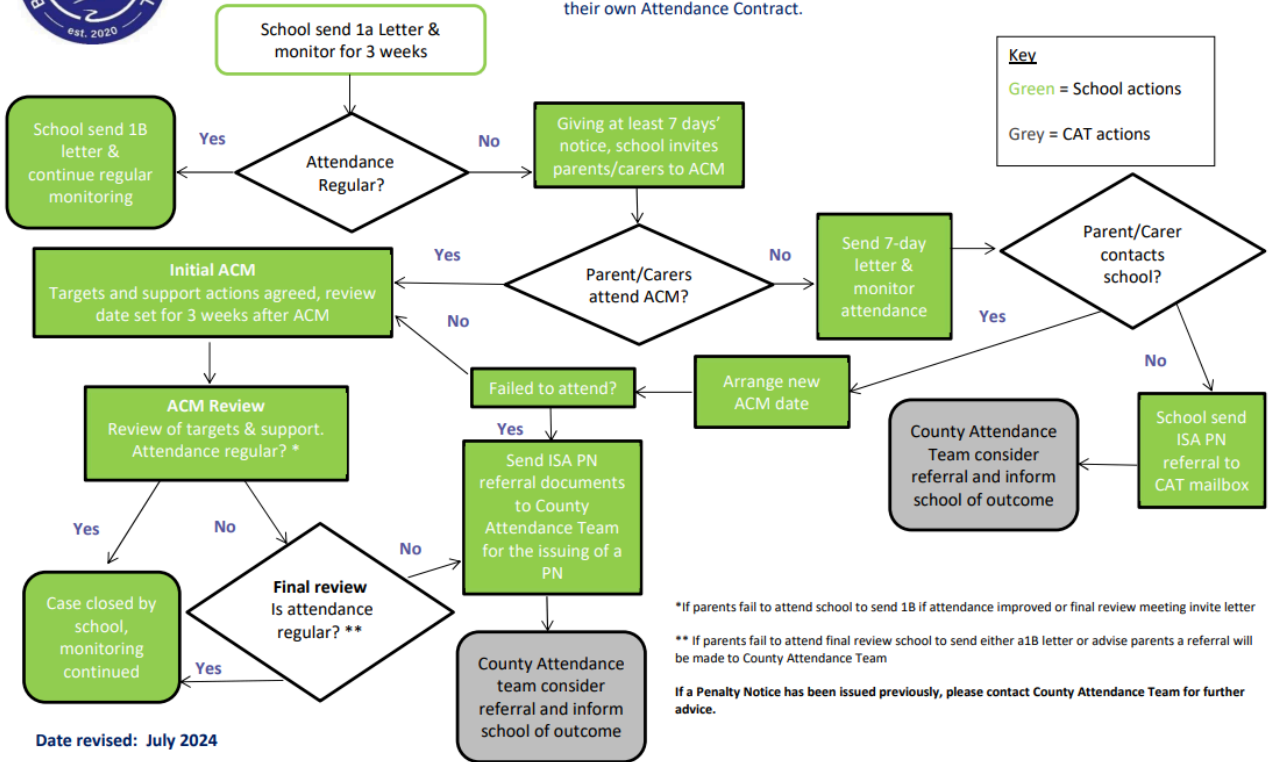 est. 2020
their own Attendance Contract.
School send 1a Letter &
monitor for 3 weeks
Key
Green = School actions
Grey = CAT actions
School send 1B
letter &
continue regular
monitoring
Yes
Attendance
Regular?
No
Giving at least 7 days’
notice, school invites
parents/carers to ACM
Initial ACM
Targets and support actions agreed, review
date set for 3 weeks after ACM
Yes
Parent/Carers
attend ACM?
No
Send 7-day
letter &
monitor
attendance
Parent/Carer
contacts
school?
Yes
No
No
Failed to attend?
Arrange new
ACM date
ACM Review
Review of targets & support.
Attendance regular? *
Yes
Send ISA PN
referral documents
to County
Attendance Team
for the issuing of a
PN
County Attendance
Team consider
referral and inform
school of outcome
School send
ISA PN
referral to
CAT mailbox
Yes
No
Case closed by
school,
monitoring
continued
Final review
Is attendance
regular? **
No
Yes
County Attendance
team consider
referral and inform
school of outcome
*If parents fail to attend school to send 1B if attendance improved or final review meeting invite letter
** If parents fail to attend final review school to send either a1B letter or advise parents a referral will
be made to County Attendance Team
If a Penalty Notice has been issued previously, please contact County Attendance Team for further
advice.
Date revised: July 2024